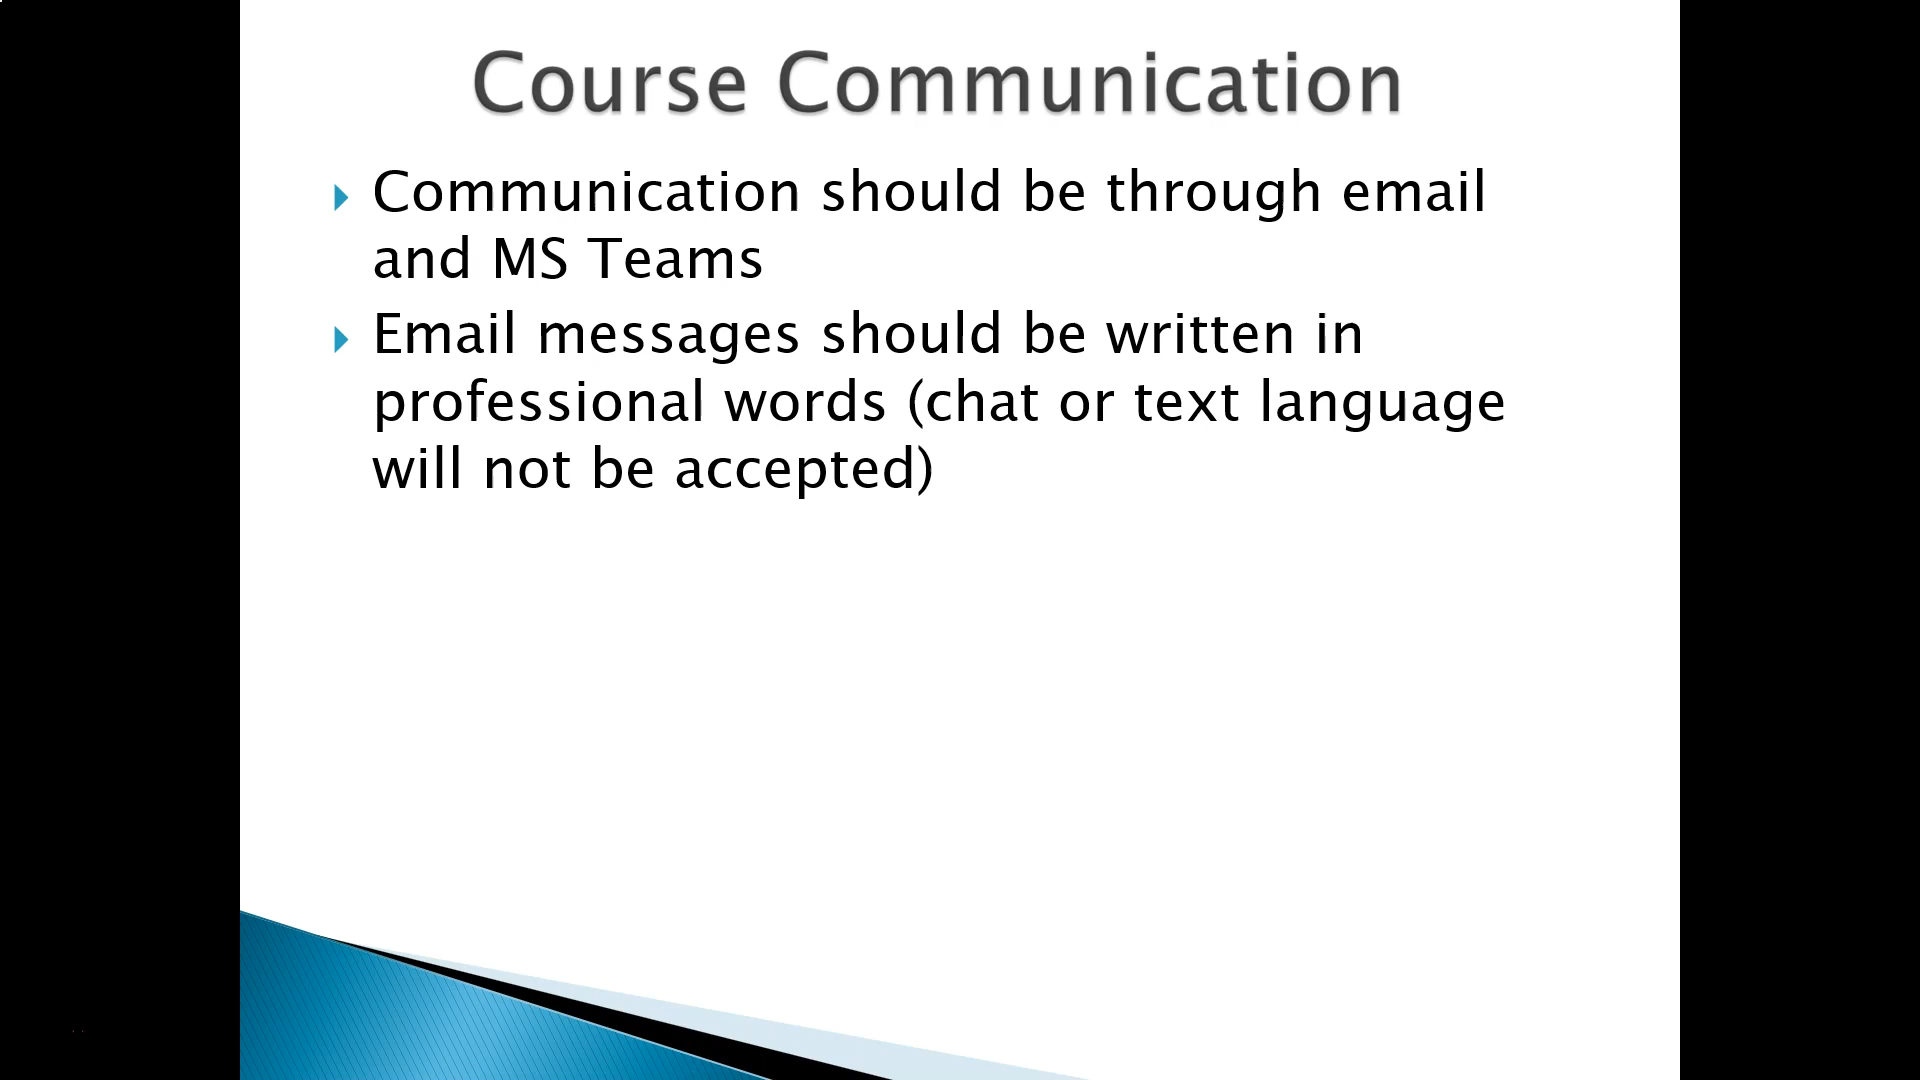 Course Communication
Communication should be through email
and MS Teams
Email messages should be written in
professional words (chat or text language
will not be accepted)